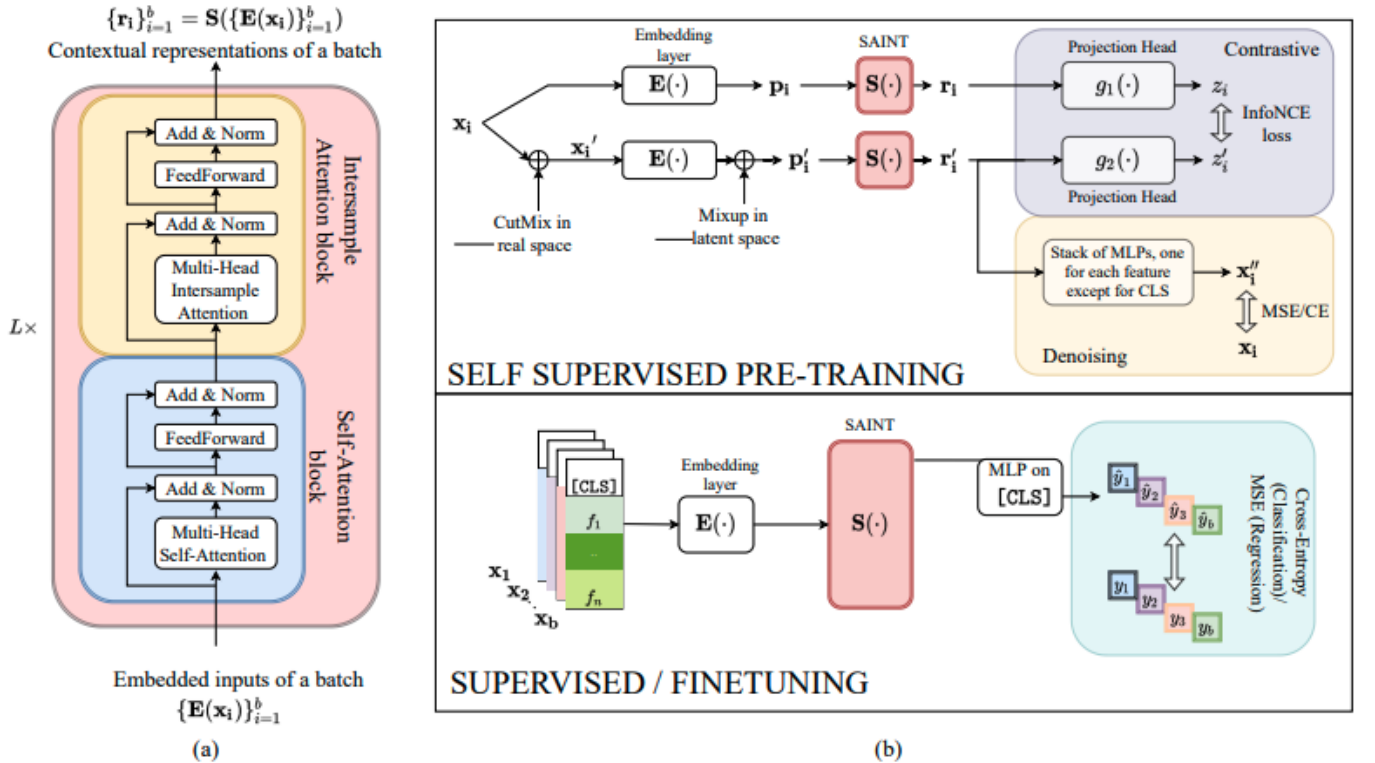 {r_i}_{i=1}^b = S({E(x_i)}_{i=1}^b)
Contextual representations of a batch
Add & Norm
FeedForward
Add & Norm
Multi-Head
Intersample
Attention
Intersample
Attention block
L×
Add & Norm
FeedForward
Add & Norm
Multi-Head
Self-Attention
Self-Attention
block
Embedded inputs of a batch
{E(x_i)}_{i=1}^b
(a)
Embedding
layer
SAINT
Projection Head
Contrastive
x_i
E(·)
p_i
S(·)
r_i
g_1(·)
z_i
InfoNCE
loss
x_i'
E(·)
p_i'
S(·)
r_i'
g_2(·)
z_i'
Projection Head
CutMix in
real space
Mixup in
latent space
Stack of MLPs, one
for each feature
except for CLS
x_i''
MSE/CE
x_i
Denoising
SELF SUPERVISED PRE-TRAINING
SAINT
Embedding
layer
[CLS]
f_1
..
f_n
x_1
x_2
..
x_b
E(·)
S(·)
MLP on
[CLS]
ŷ_1
ŷ_2
ŷ_3
ŷ_b
y_1
y_2
y_3
y_b
Cross-Entropy
(Classification)/
MSE (Regression)
SUPERVISED / FINETUNING
(b)